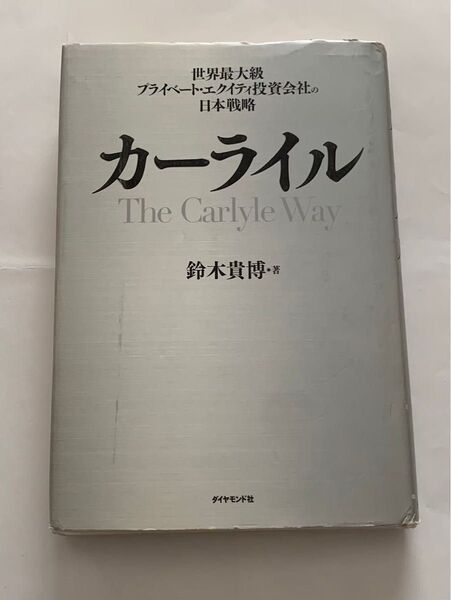 世界最大級
プライベート・エクイティ投資会社の
日本戦略
カーライル
The Carlyle Way
鈴木貴博・著
ダイヤモンド社